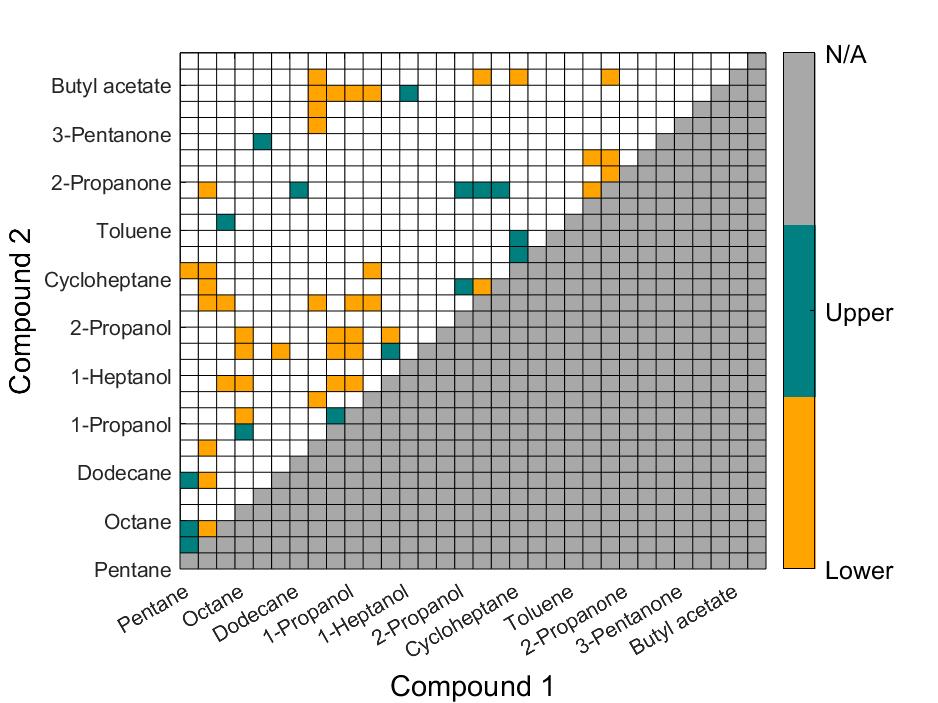 N/A
Butyl acetate
3-Pentanone
2-Propanone
Toluene
Cycloheptane
2-Propanol
1-Heptanol
1-Propanol
Dodecane
Octane
Pentane
Compound 2
Upper
Lower
Pentane
Octane
Dodecane
1-Propanol
1-Heptanol
2-Propanol
Cycloheptane
Toluene
2-Propanone
3-Pentanone
Butyl acetate
Compound 1